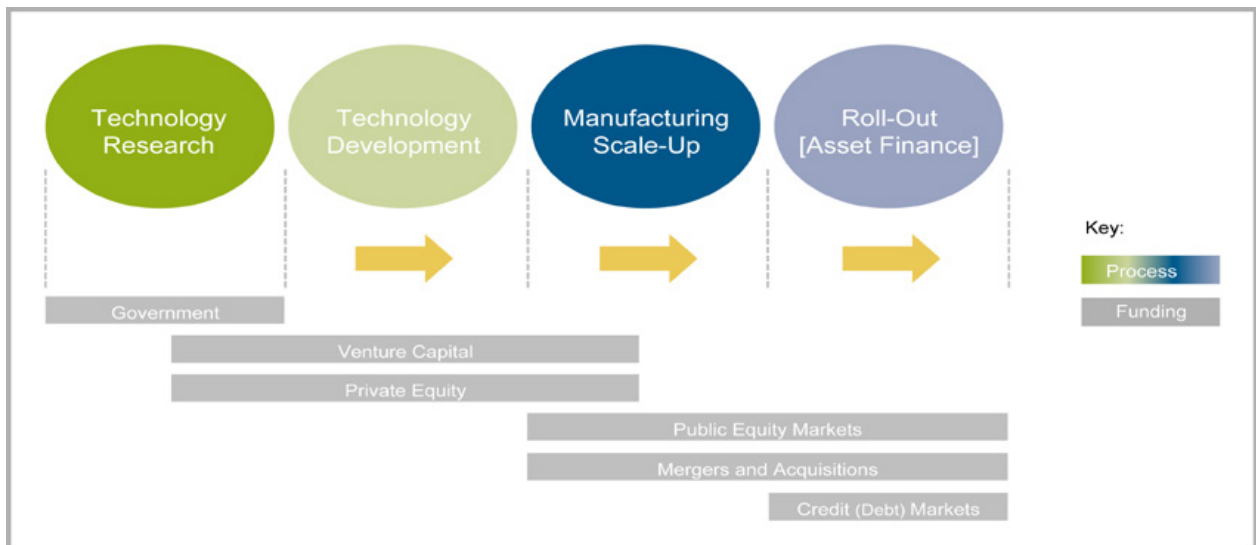 Technology
Research
Technology
Development
Manufacturing
Scale-Up
Roll-Out
[Asset Finance]
Key:
Process
Funding
Government
Venture Capital
Private Equity
Public Equity Markets
Mergers and Acquisitions
Credit (Debt) Markets